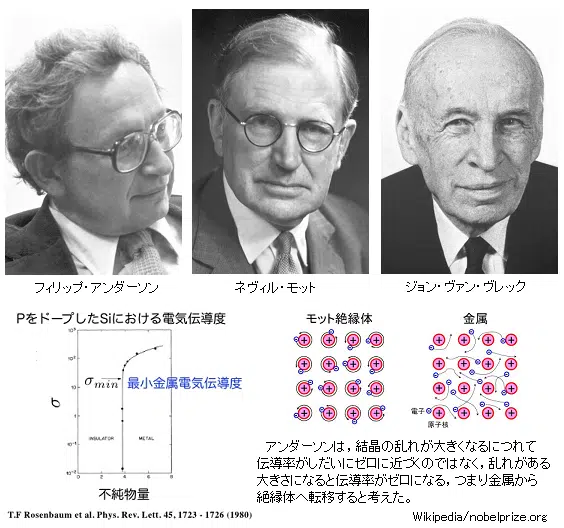 フィリップ・アンダーソン
ネヴィル・モット
ジョン・ヴァン・ヴレック
PをドープしたSiにおける電気伝導度
σmin
最小金属電気伝導度
σ
10³
10²
10¹
10⁰
10⁻¹
10⁻²
INSULATOR
METAL
0
4
8
不純物量
T.F Rosenbaum et al. Phys. Rev. Lett. 45, 1723 - 1726 (1980)
モット絶縁体
金属
電子
原子核
アンダーソンは，結晶の乱れが大きくなるにつれて
伝導率がしだいにゼロに近づくのではなく，乱れがある
大きさになると伝導率がゼロになる，つまり金属から
絶縁体へ転移すると考えた。
Wikipedia/nobelprize.org